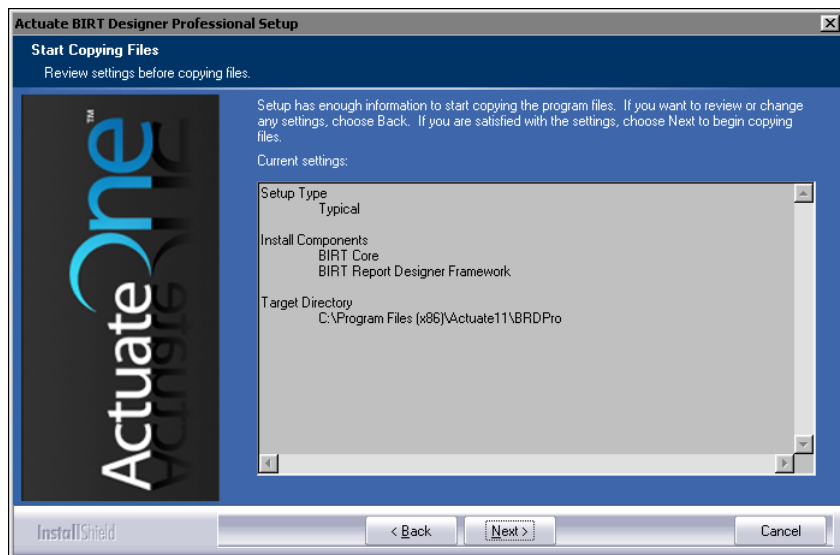 Actuate BIRT Designer Professional Setup
Start Copying Files
Review settings before copying files.
Setup has enough information to start copying the program files. If you want to review or change
any settings, choose Back. If you are satisfied with the settings, choose Next to begin copying
files.
Current settings:
Setup Type
Typical
Install Components
BIRT Core
BIRT Report Designer Framework
Target Directory
C:\Program Files (x86)\Actuate11\BRDPro
ActuateOne™
InstallShield
< Back
Next >
Cancel